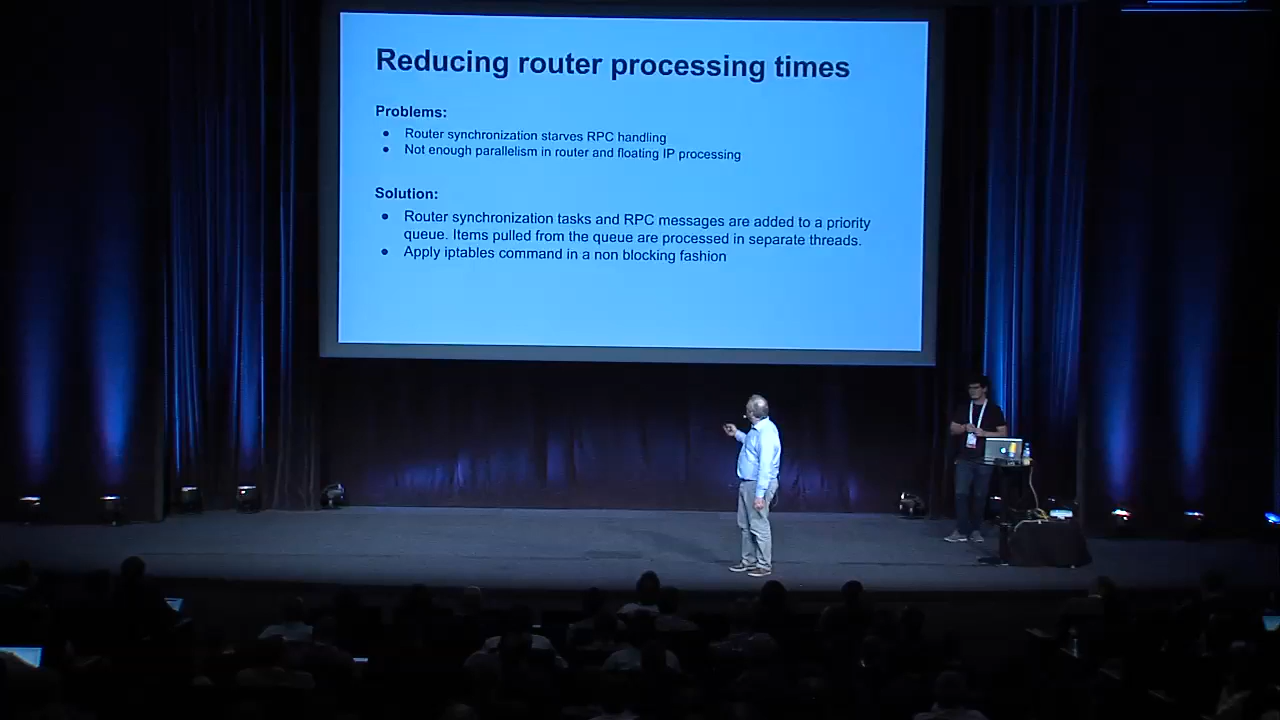 Reducing router processing times
Problems:
● Router synchronization starves RPC handling
● Not enough parallelism in router and floating IP processing
Solution:
● Router synchronization tasks and RPC messages are added to a priority
queue. Items pulled from the queue are processed in separate threads.
● Apply iptables command in a non blocking fashion